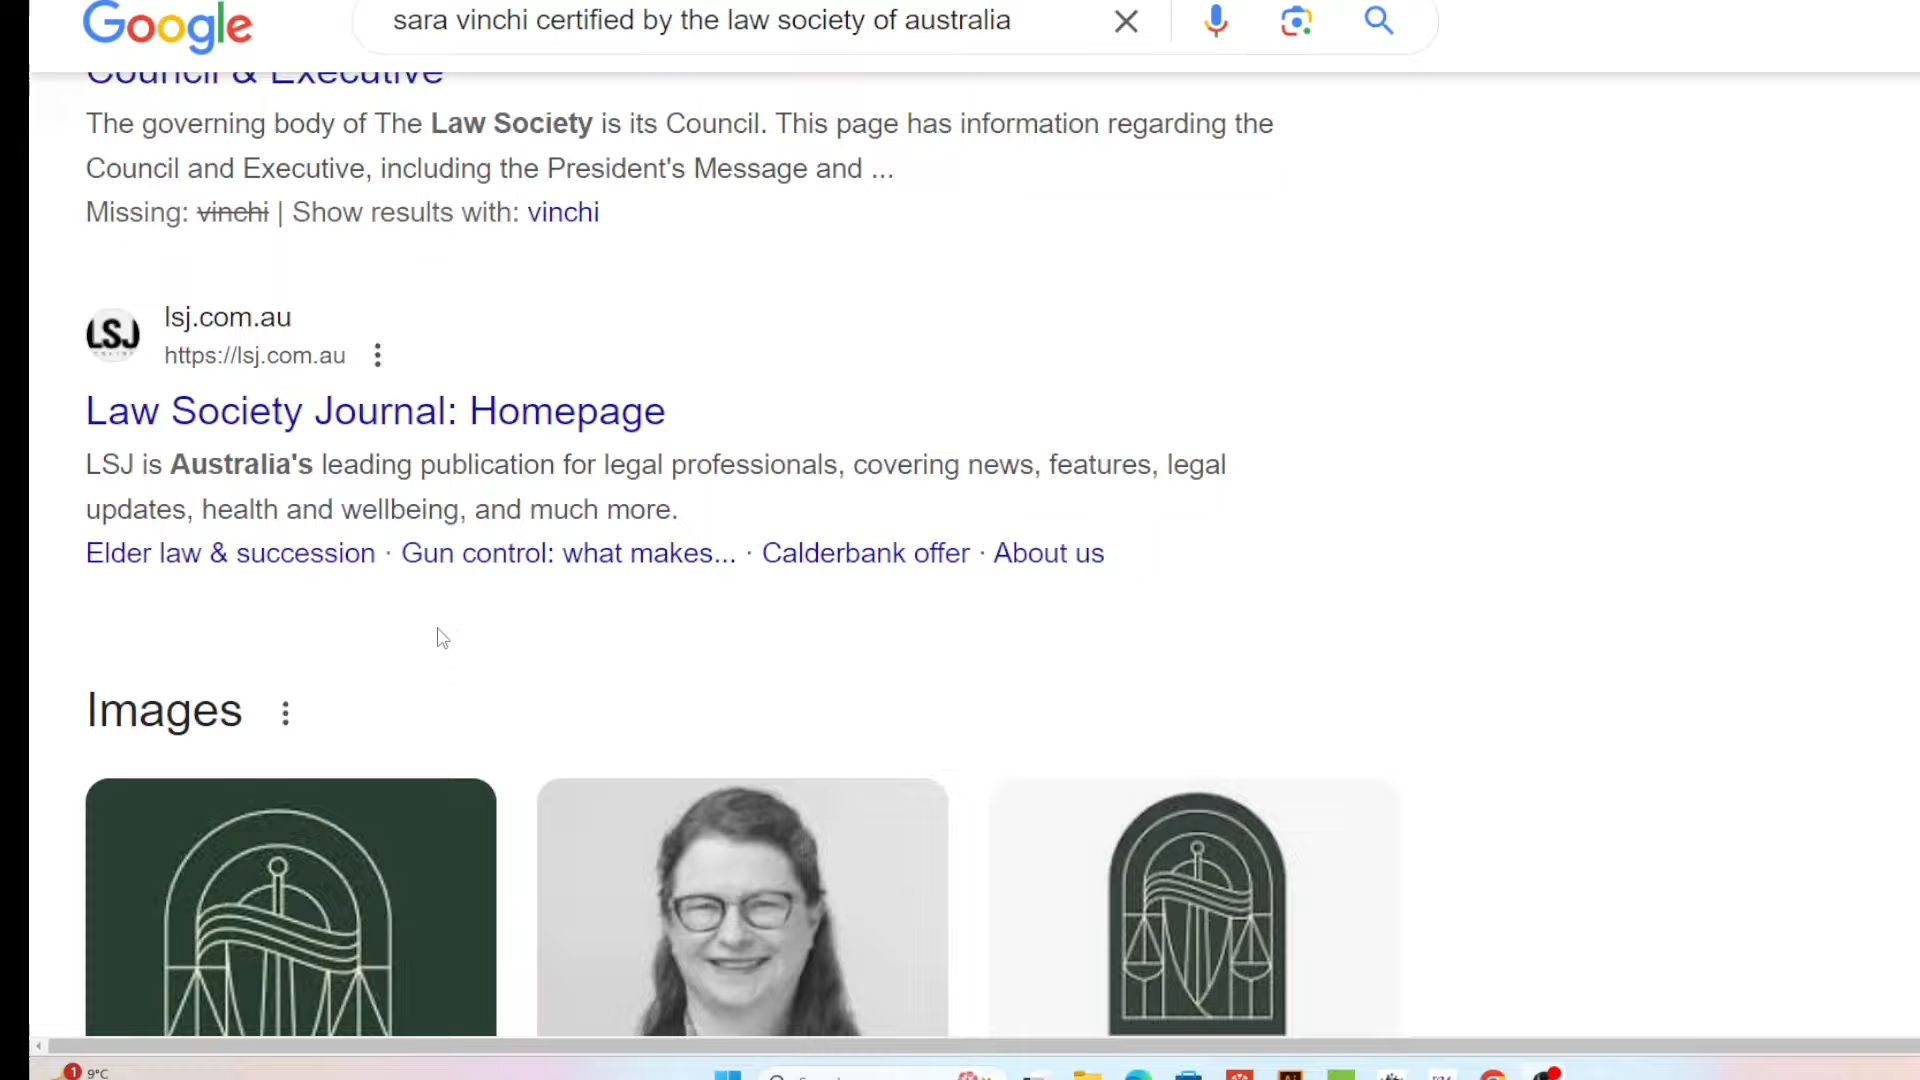 Google
sara vinchi certified by the law society of australia
Council & Executive
The governing body of The Law Society is its Council. This page has information regarding the
Council and Executive, including the President's Message and ...
Missing: vinchi | Show results with: vinchi
LSJ
lsj.com.au
https://lsj.com.au
Law Society Journal: Homepage
LSJ is Australia's leading publication for legal professionals, covering news, features, legal
updates, health and wellbeing, and much more.
Elder law & succession · Gun control: what makes... · Calderbank offer · About us
Images
1
9°C